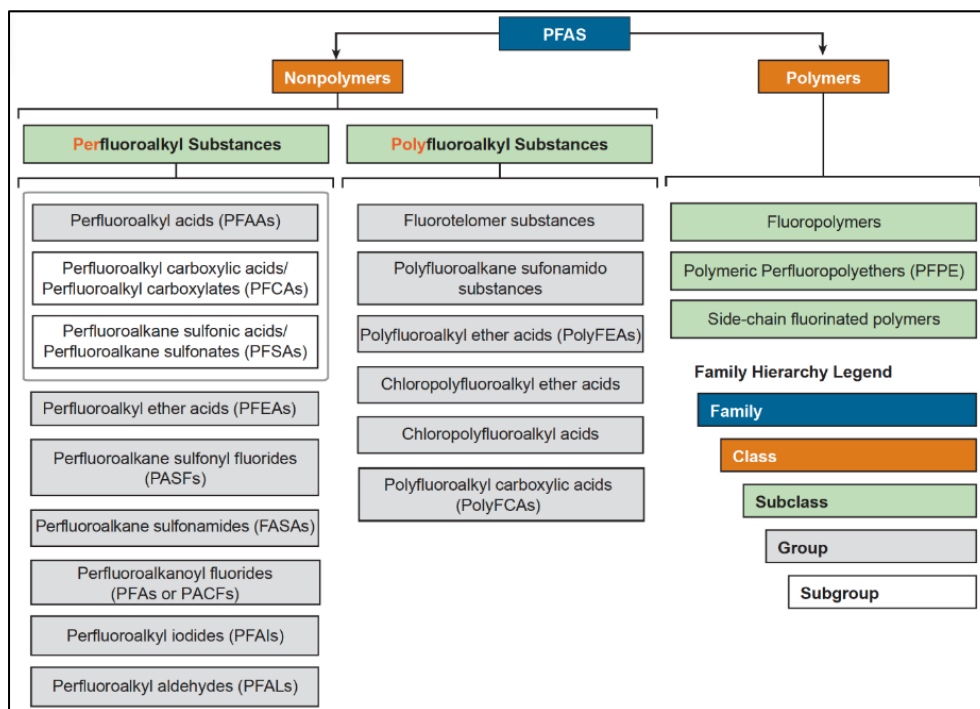 PFAS
Nonpolymers
Polymers
Perfluoroalkyl Substances
Polyfluoroalkyl Substances
Perfluoroalkyl acids (PFAAs)
Perfluoroalkyl carboxylic acids/
Perfluoroalkyl carboxylates (PFCAs)
Perfluoroalkane sulfonic acids/
Perfluoroalkane sulfonates (PFSAs)
Perfluoroalkyl ether acids (PFEAs)
Perfluoroalkane sulfonyl fluorides
(PASFs)
Perfluoroalkane sulfonamides (FASAs)
Perfluoroalkanoyl fluorides
(PFAs or PACFs)
Perfluoroalkyl iodides (PFAIs)
Perfluoroalkyl aldehydes (PFALs)
Fluorotelomer substances
Polyfluoroalkane sufonamido
substances
Polyfluoroalkyl ether acids (PolyFEAs)
Chloropolyfluoroalkyl ether acids
Chloropolyfluoroalkyl acids
Polyfluoroalkyl carboxylic acids
(PolyFCAs)
Fluoropolymers
Polymeric Perfluoropolyethers (PFPE)
Side-chain fluorinated polymers
Family Hierarchy Legend
Family
Class
Subclass
Group
Subgroup